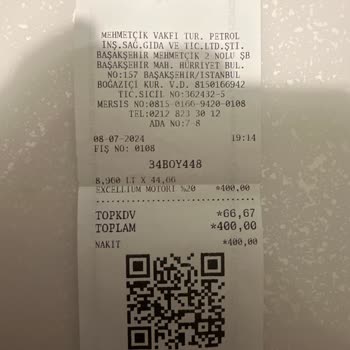 MEHMETÇİK VAKFI TUR. PETROL
İNŞ.SAĞ.GIDA VE TİC.LTD.ŞTİ.
BAŞAKŞEHİR MEHMETÇİK 2 NOLU ŞB
BAŞAKŞEHİR MAH. HÜRRİYET BUL.
NO:157 BAŞAKŞEHİR/İSTANBUL
BOĞAZİÇİ KUR. V.D. 8150166942
TİC.SİCİL NO:362432-5
MERSIS NO:0815-0166-9420-0108
TEL:0212 823 30 12
ADA NO:7-8
08-07-2024 19:14
FİŞ NO: 0108
34BOY448
8,960 LT X 44,66
EXCELLIUM MOTORİ %20 *400,00
TOPKDV *66,67
TOPLAM *400,00
NAKİT *400,00